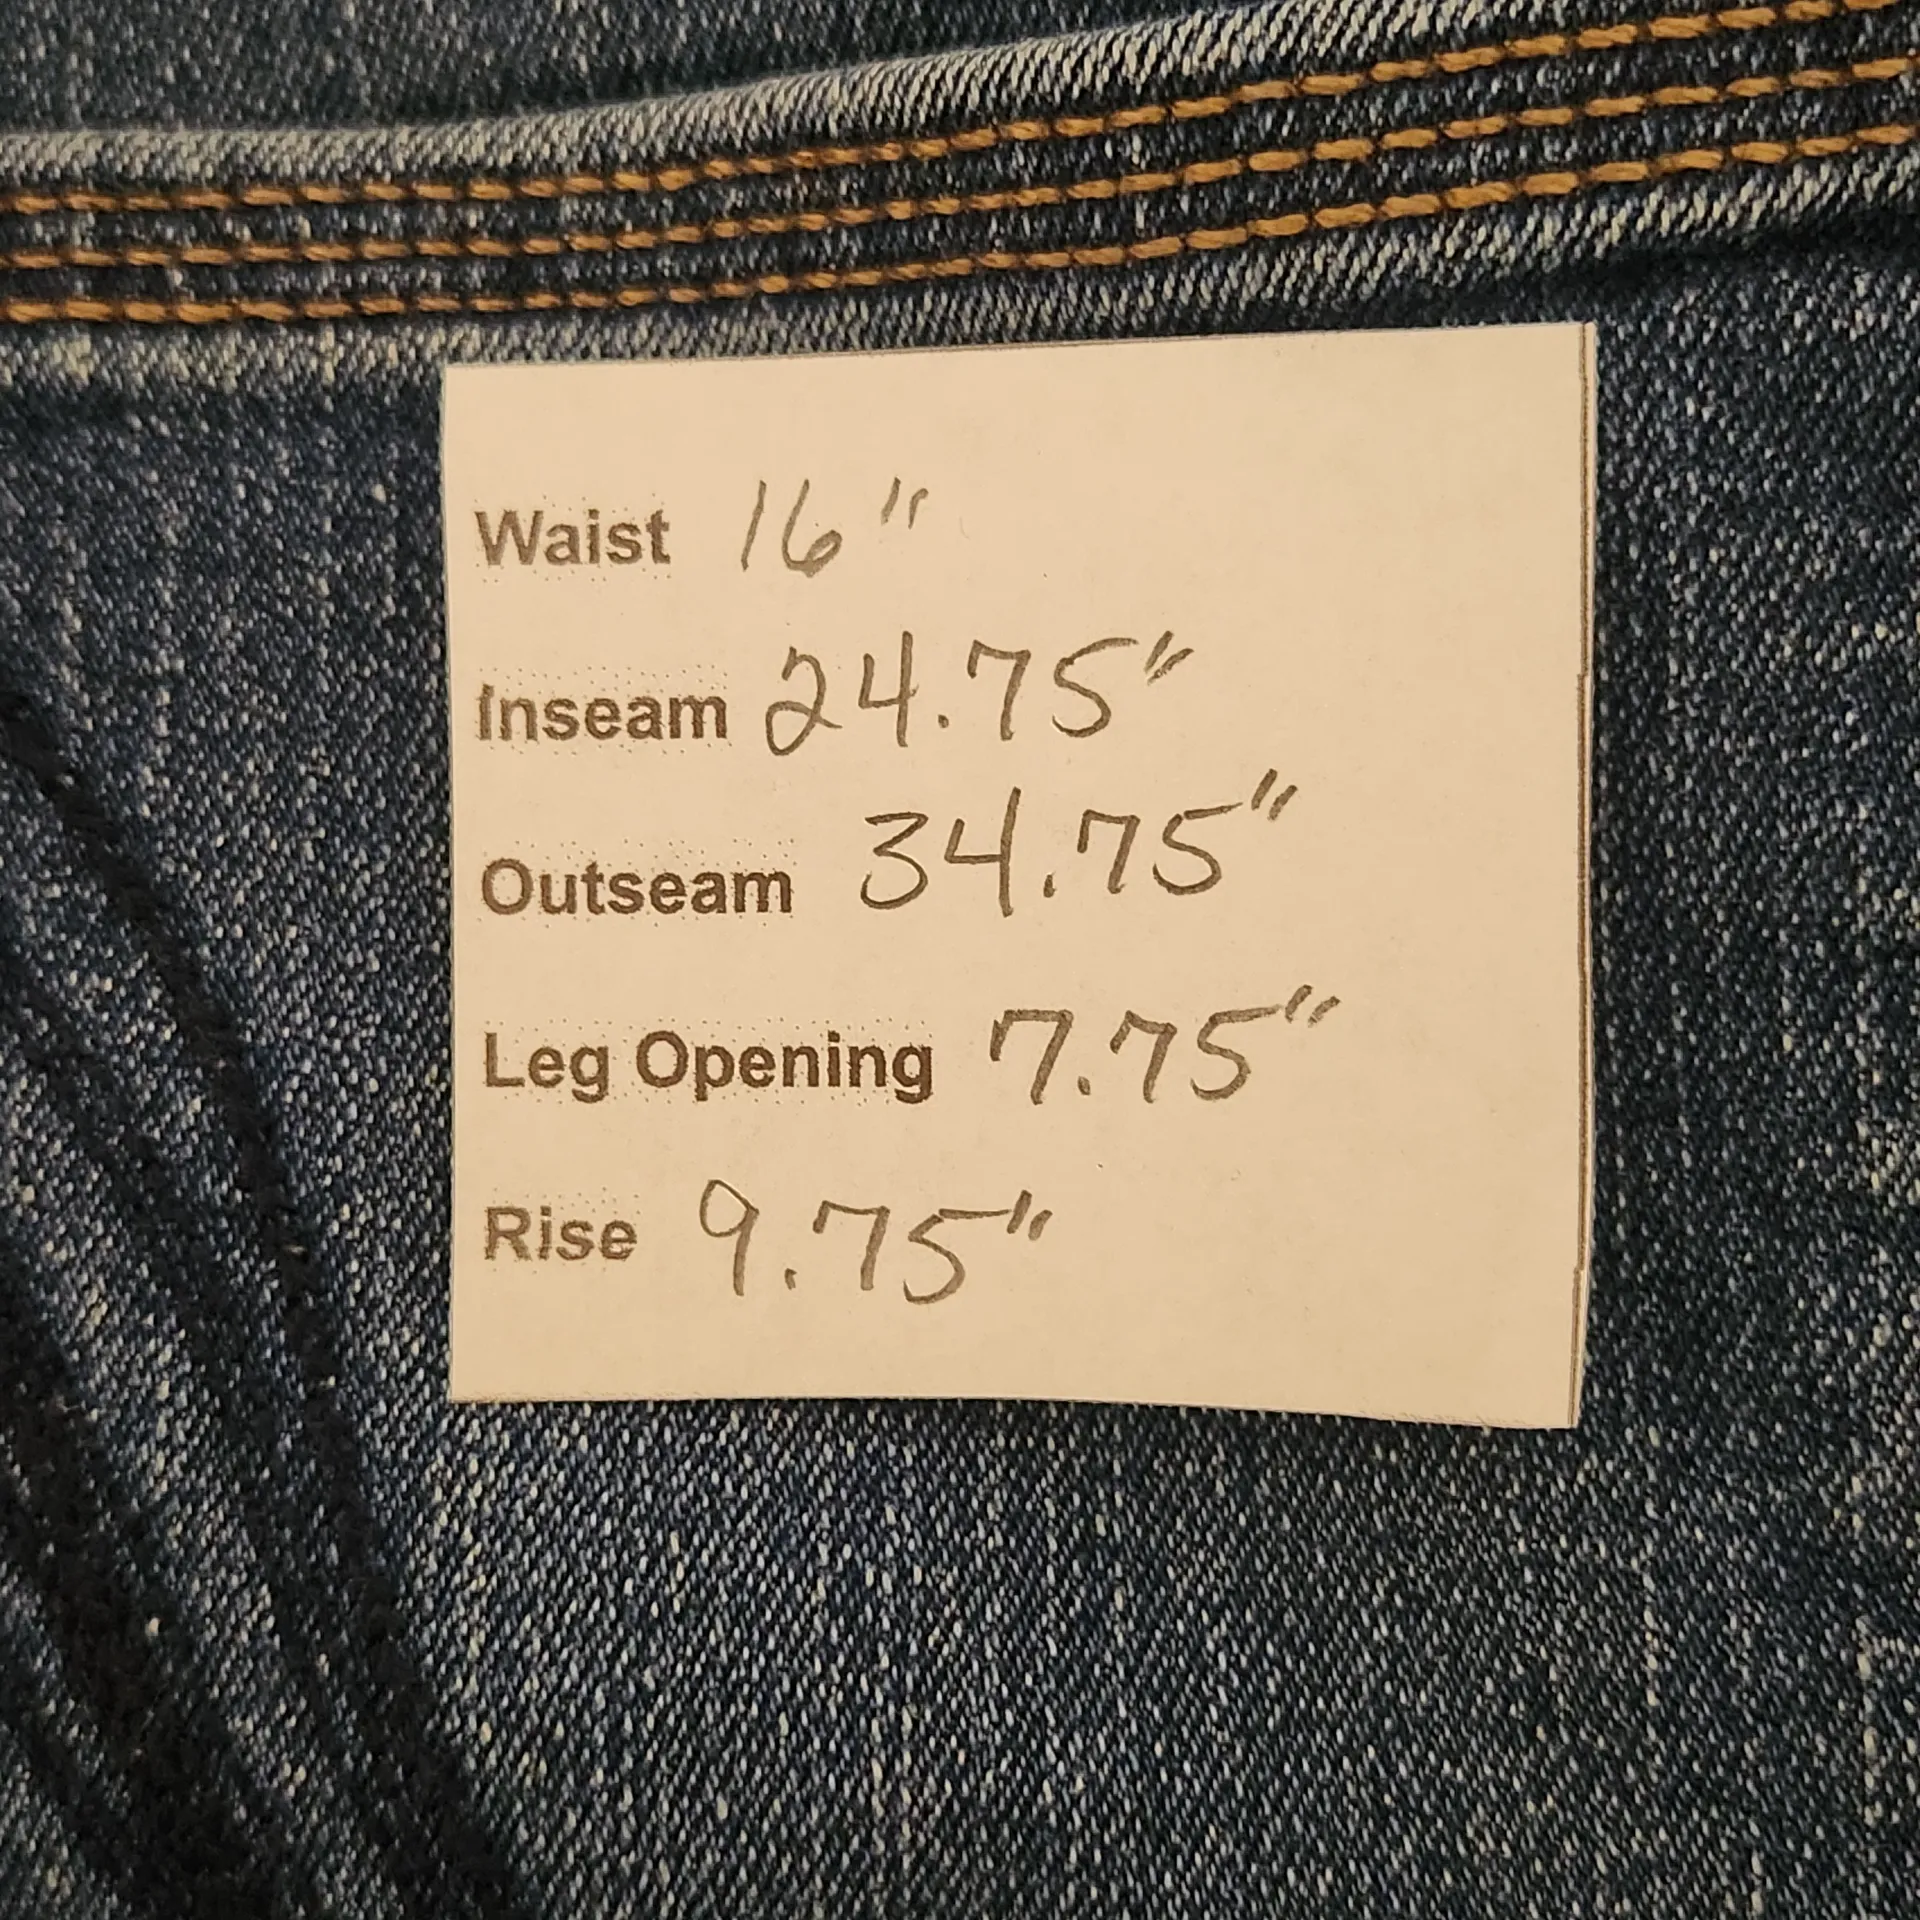 Waist 16"
Inseam 24.75"
Outseam 34.75"
Leg Opening 7.75"
Rise 9.75"